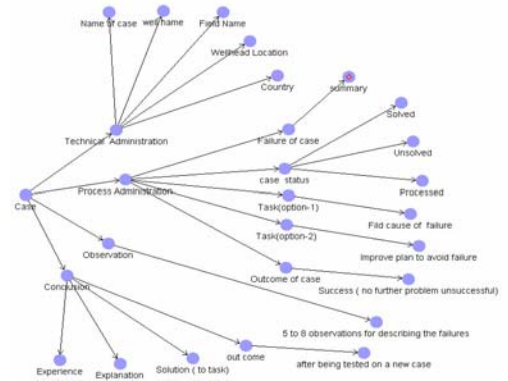 Name of case
well name
Field Name
Wellhead Location
Country
summary
Technical Administration
Failure of case
Solved
Unsolved
case status
Processed
Process Administration
Task(option-1)
Case
Fild cause of failure
Task(option-2)
Improve plan to avoid failure
Observation
Outcome of case
Conclusion
Success ( no further problem unsuccessful)
5 to 8 observations for describing the failures
out come
Experience
Explanation
Solution ( to task)
after being tested on a new case